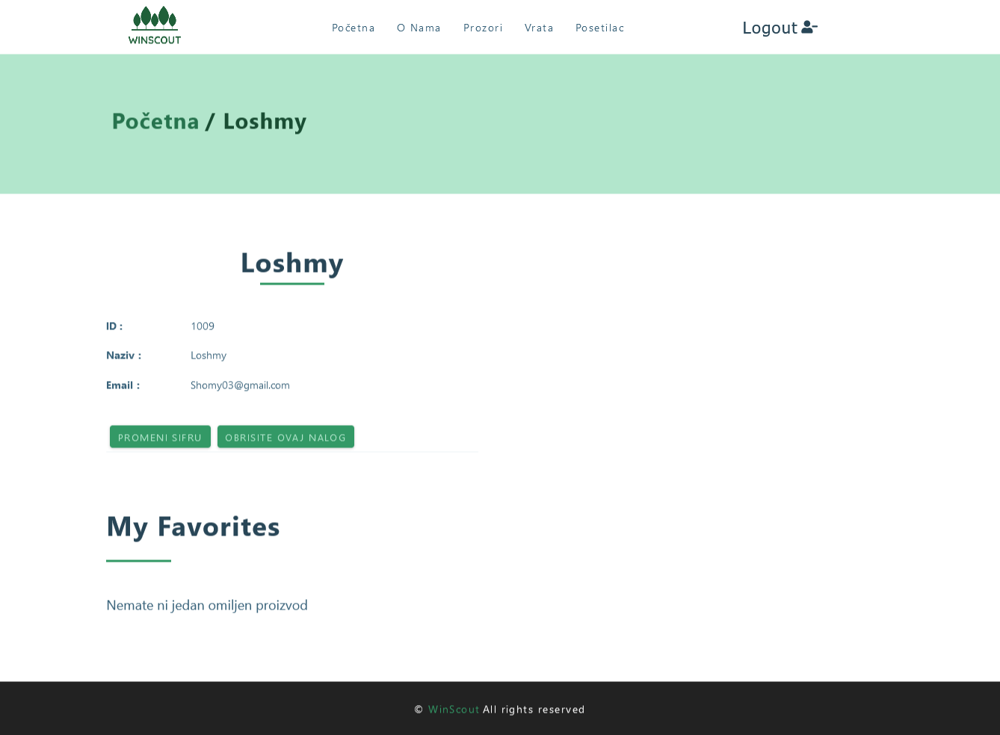 WINSCOUT
Početna O Nama Prozori Vrata Posetilac
Logout
Početna / Loshmy
Loshmy
ID : 1009
Naziv : Loshmy
Email : Shomy03@gmail.com
PROMENI SIFRU OBRISITE OVAJ NALOG
My Favorites
Nemate ni jedan omiljen proizvod
© WinScout All rights reserved